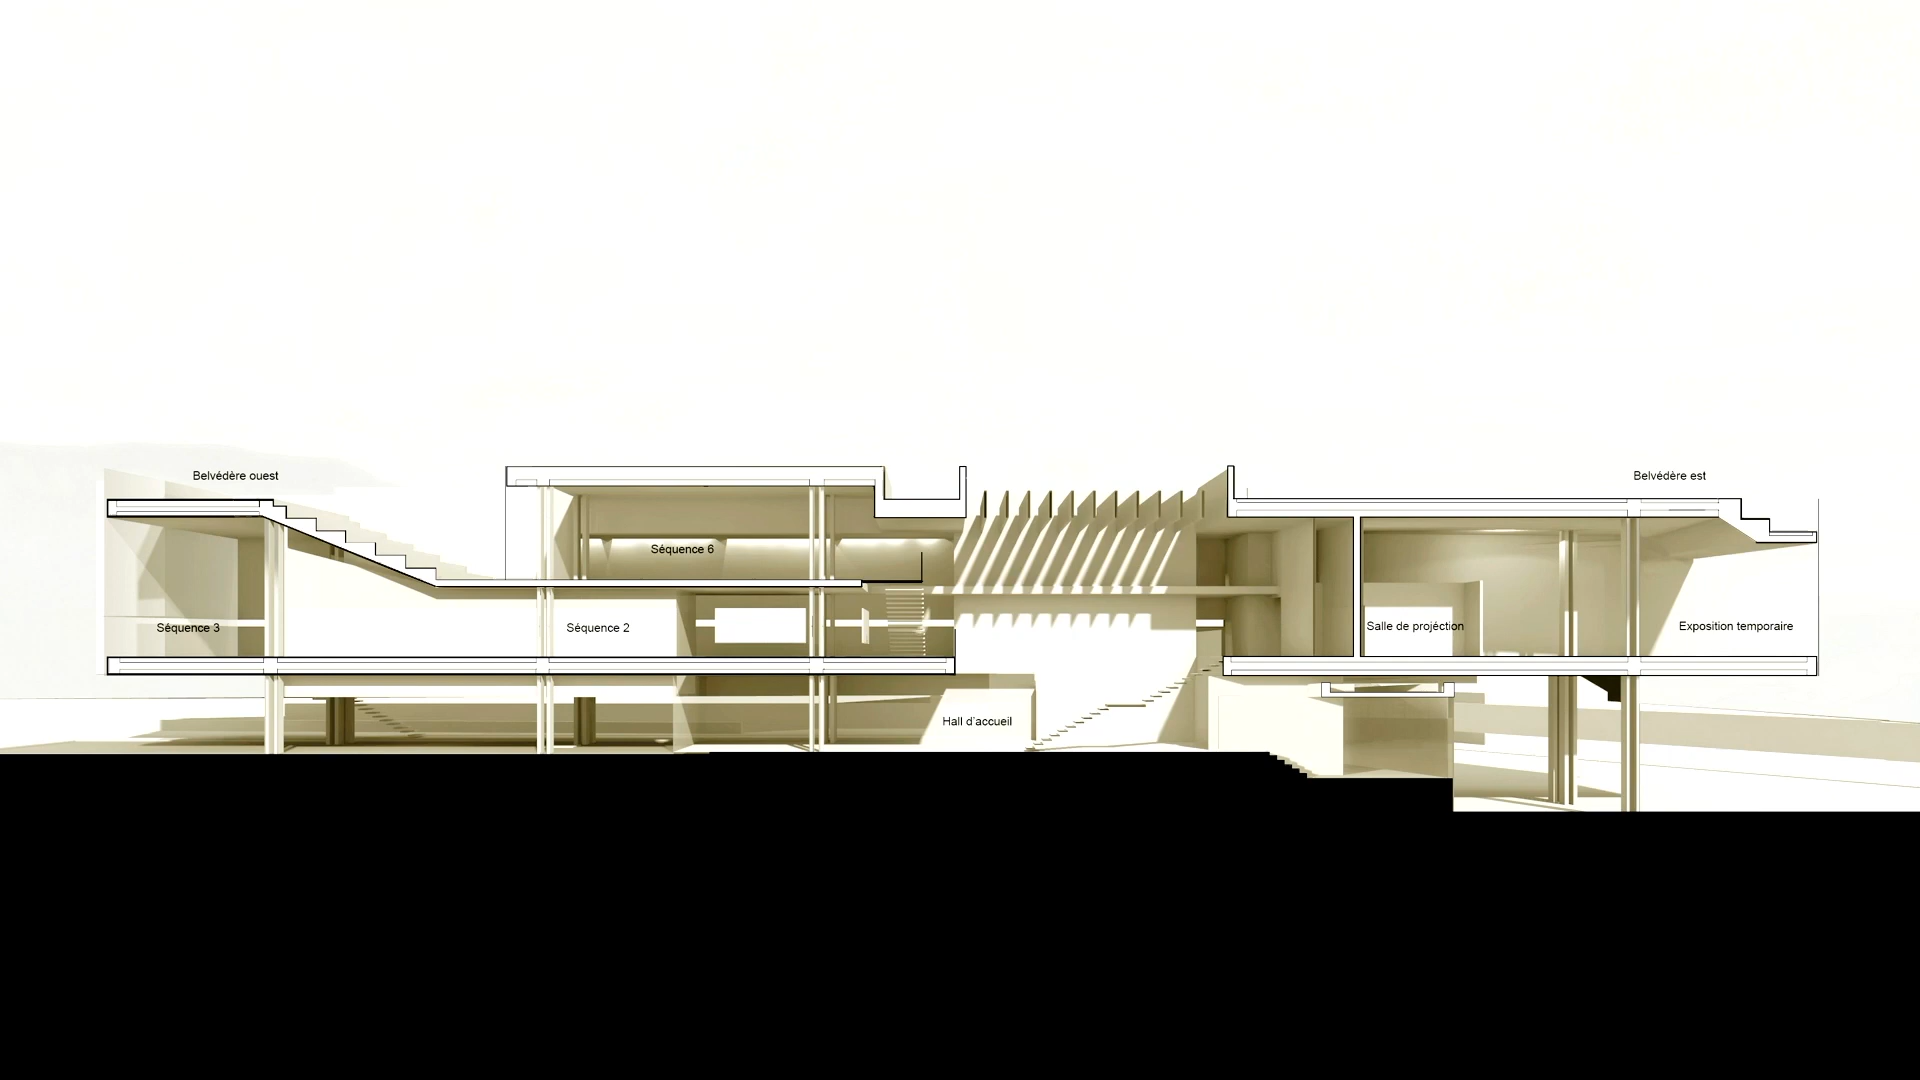 Belvédère ouest
Belvédère est
Séquence 6
Séquence 3
Séquence 2
Salle de projéction
Exposition temporaire
Hall d'accueil